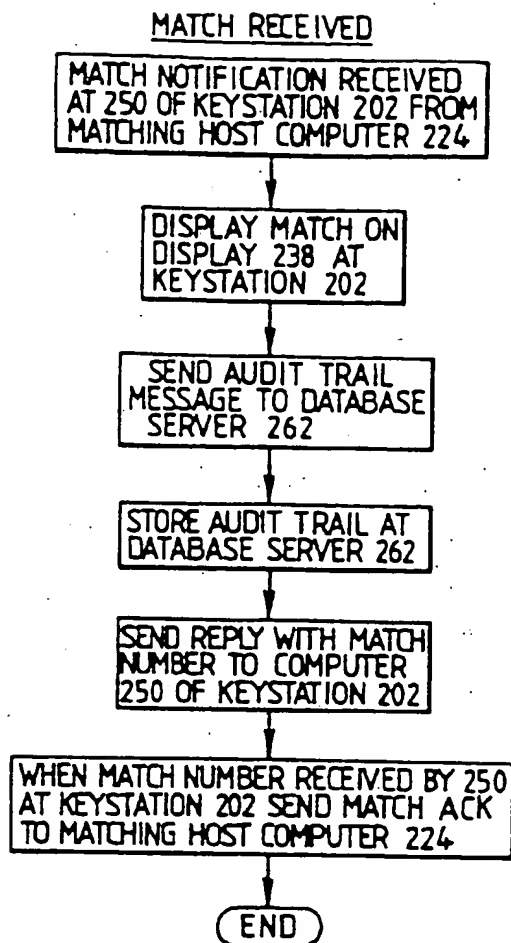 MATCH RECEIVED
MATCH NOTIFICATION RECEIVED
AT 250 OF KEYSTATION 202 FROM
MATCHING HOST COMPUTER 224
DISPLAY MATCH ON
DISPLAY 238 AT
KEYSTATION 202
SEND AUDIT TRAIL
MESSAGE TO DATABASE
SERVER 262
STORE AUDIT TRAIL AT
DATABASE SERVER 262
SEND REPLY WITH MATCH
NUMBER TO COMPUTER
250 OF KEYSTATION 202
WHEN MATCH NUMBER RECEIVED BY 250
AT KEYSTATION 202 SEND MATCH ACK
TO MATCHING HOST COMPUTER 224
END